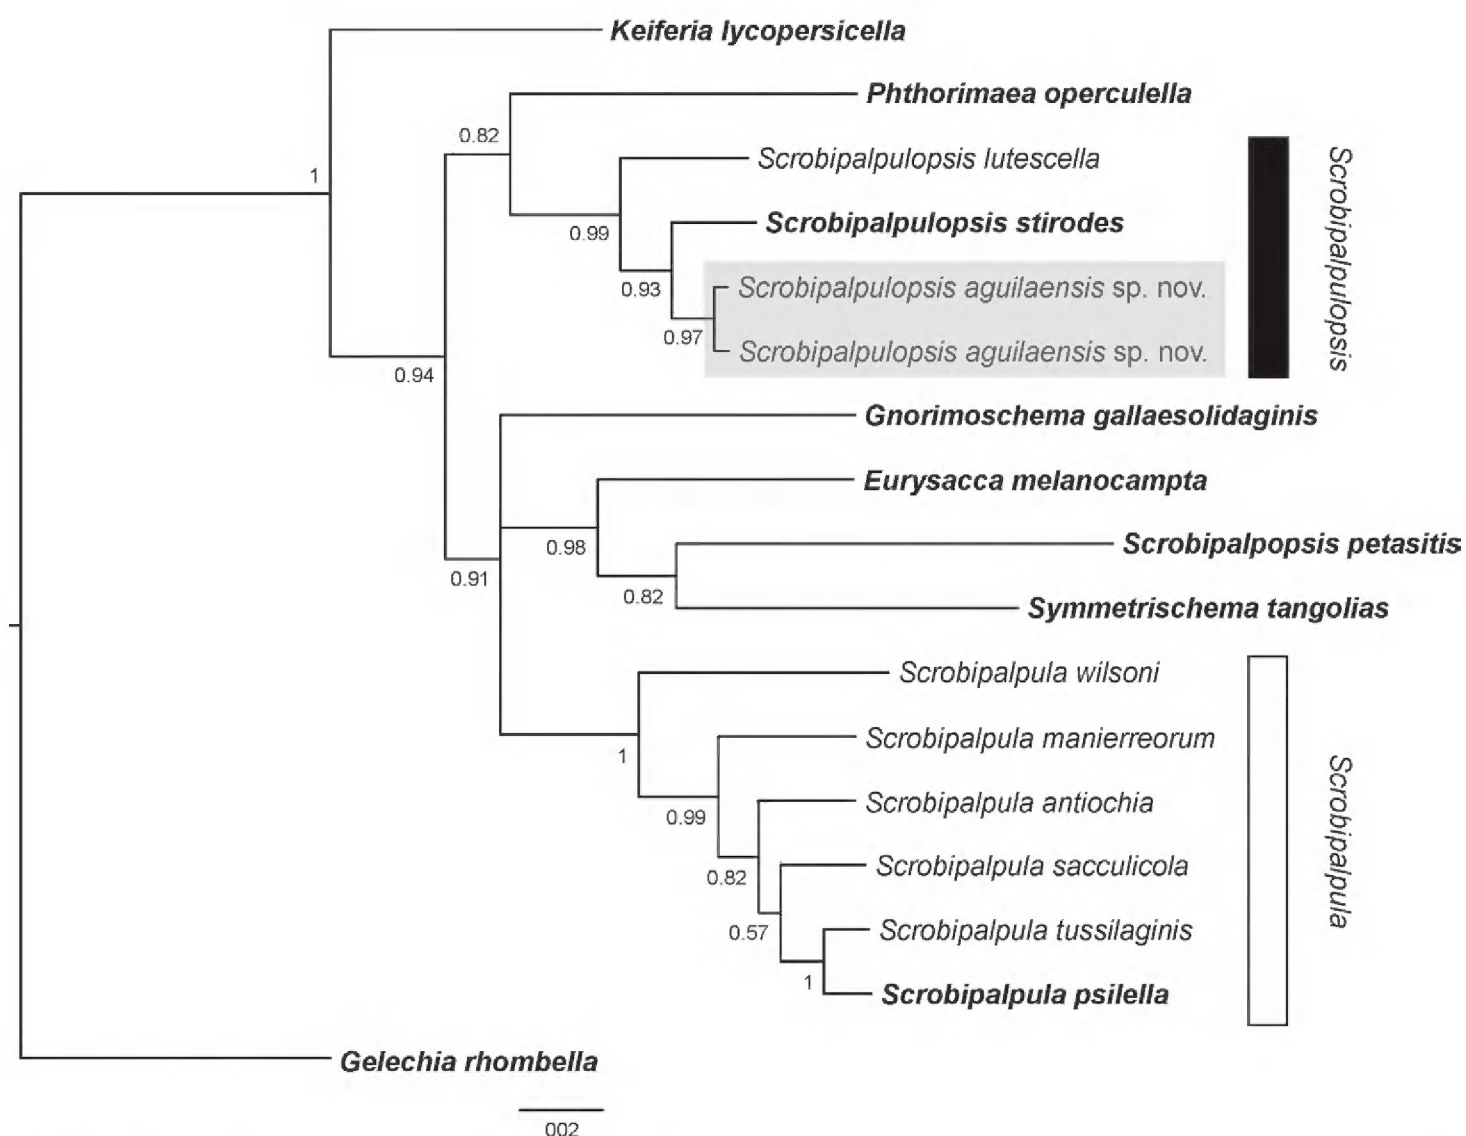 Keiferia lycopersicella
Phthorimaea operculella
0.82
Scrobipalpulopsis lutescella
1
Scrobipalpulopsis stirodes
0.99
Scrobipalpulopsis aguilaensis sp. nov.
0.93
0.97
Scrobipalpulopsis aguilaensis sp. nov.
Scrobipalpulopsis
0.94
Gnorimoschema gallaesolidaginis
Eurysacca melanocampta
0.98
Scrobipalpopsis petasitis
0.91
0.82
Symmetrischema tangolias
Scrobipalpula wilsoni
1
Scrobipalpula manierreorum
0.99
Scrobipalpula antiochia
0.82
Scrobipalpula sacculicola
0.57
Scrobipalpula tussilaginis
1
Scrobipalpula psilella
Scrobipalpula
Gelechia rhombella
002